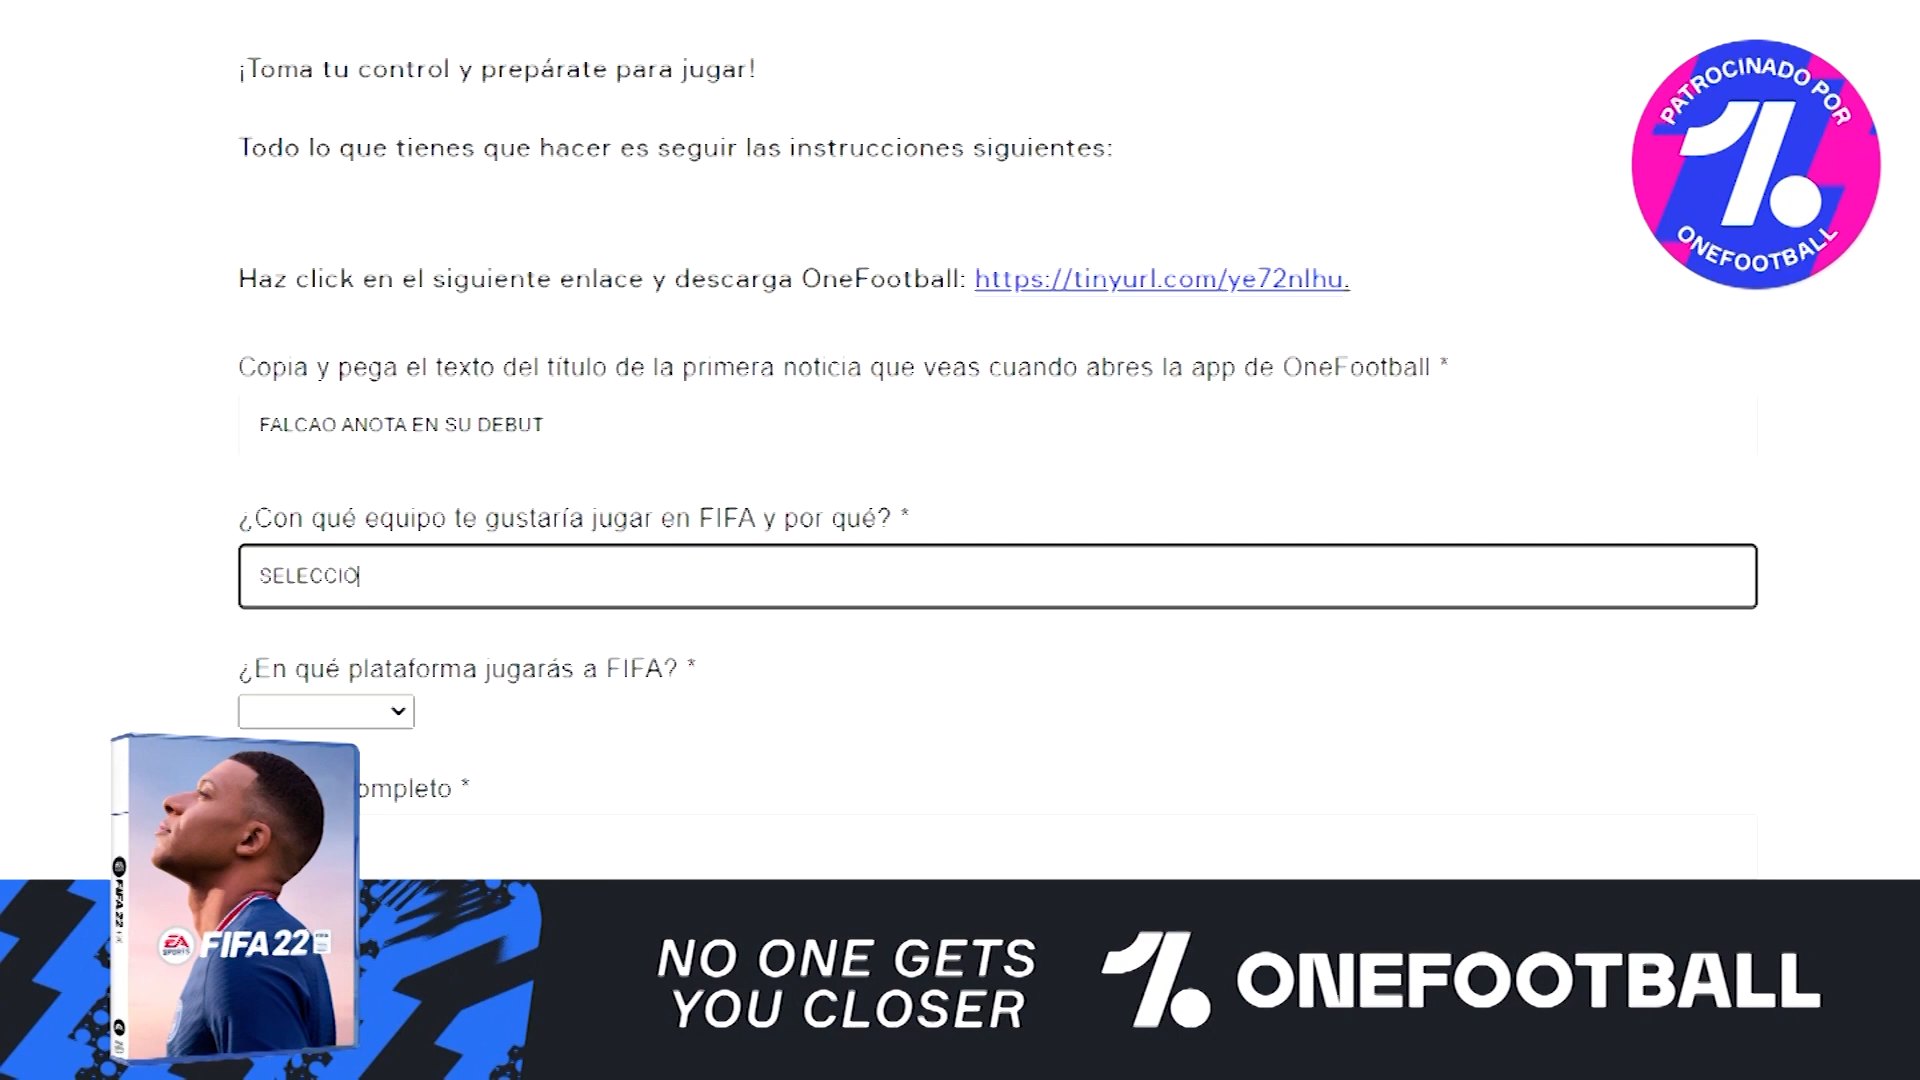 ¡Toma tu control y prepárate para jugar!
PATROCINADO POR
ONEFOOTBALL
Todo lo que tienes que hacer es seguir las instrucciones siguientes:
Haz click en el siguiente enlace y descarga OneFootball: https://tinyurl.com/ye72nlhu.
Copia y pega el texto del título de la primera noticia que veas cuando abres la app de OneFootball *
FALCAO ANOTA EN SU DEBUT
¿Con qué equipo te gustaría jugar en FIFA y por qué? *
SELECCIO
¿En qué plataforma jugarás a FIFA? *
ompleto *
FIFA 22
EA SPORTS FIFA 22
NO ONE GETS
YOU CLOSER
ONEFOOTBALL